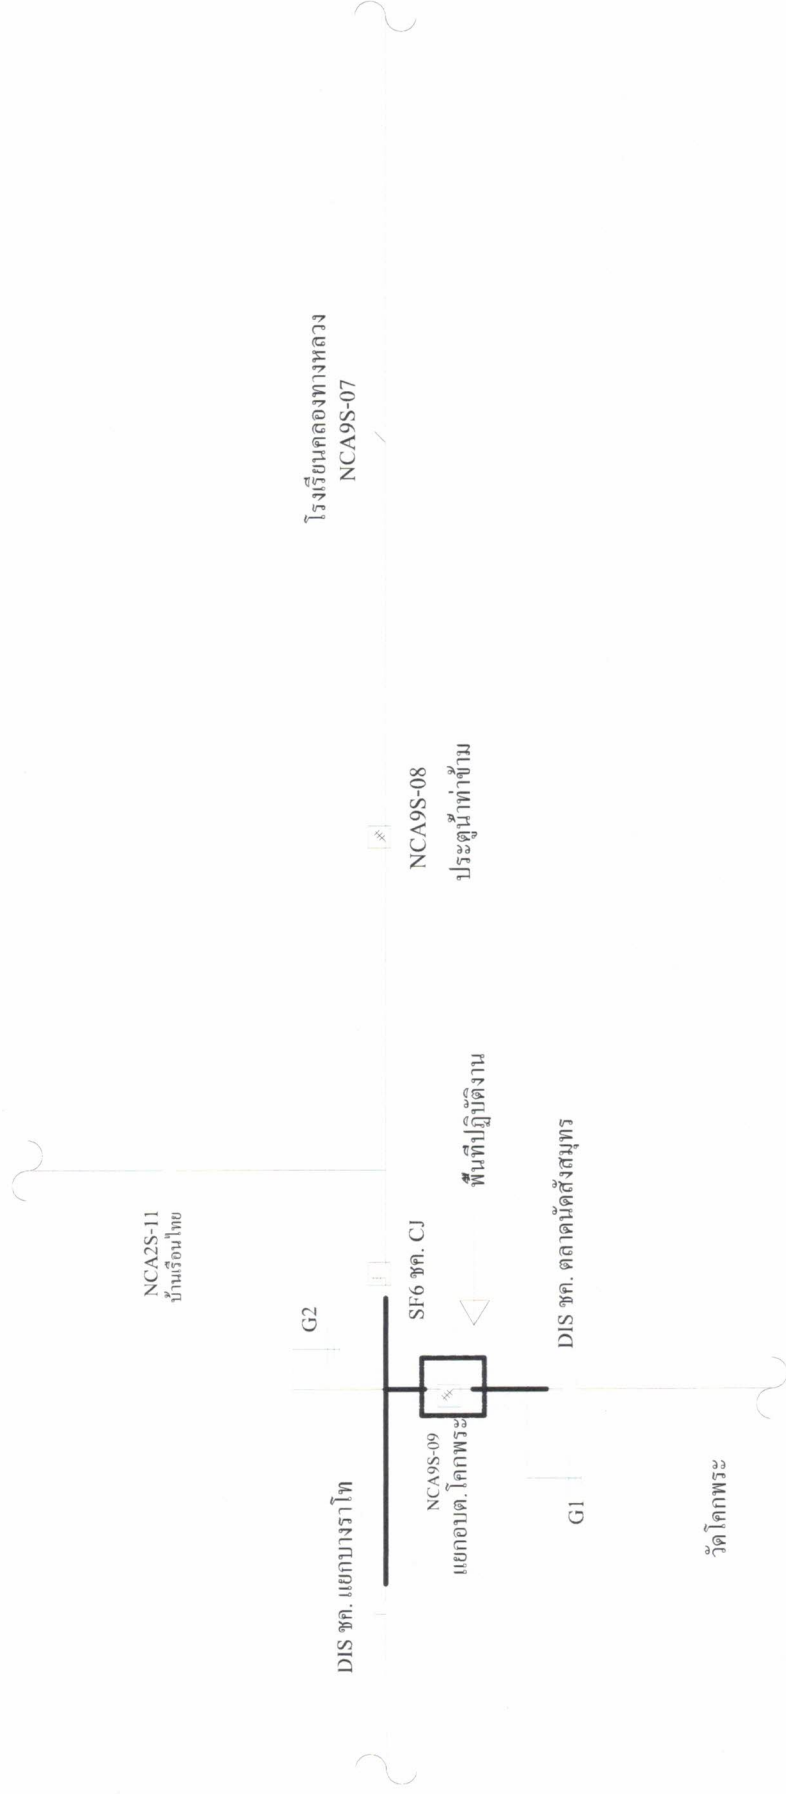 โรงเรียนคลองทางหลวง
NCA9S-07
NCA9S-08
ประตูน้ำท่าข้าม
NCA2S-11
บ้านเรือนไทย
G2
SF6 ชค. CJ
พื้นที่ปฏิบัติงาน
DIS ชค. ตลาดนัดสังสมุทร
DIS ชค. แยกบางราโท
NCA9S-09
แยกอบต.โคกพระ
G1
วัดโคกพระ